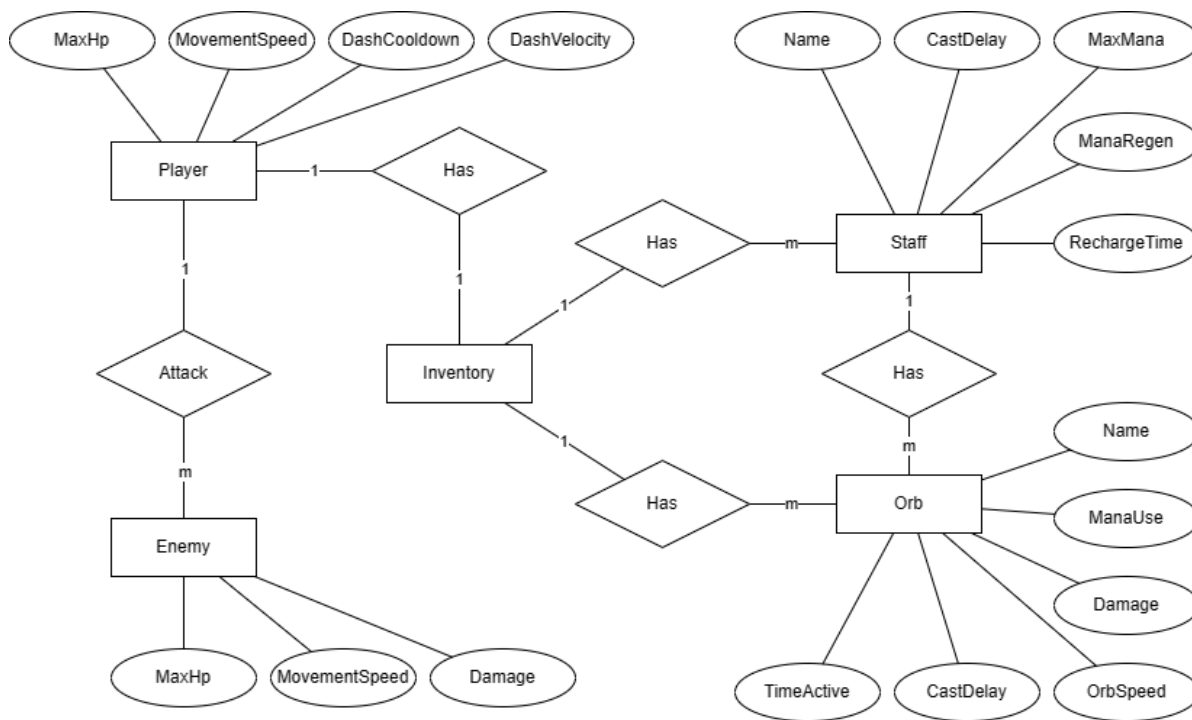 MaxHp
MovementSpeed
DashCooldown
DashVelocity
Name
CastDelay
MaxMana
ManaRegen
Player
1
Has
Has
m
Staff
RechargeTime
1
1
1
1
Attack
Inventory
Has
Name
m
1
m
Has
m
Orb
ManaUse
Enemy
Damage
MaxHp
MovementSpeed
Damage
TimeActive
CastDelay
OrbSpeed